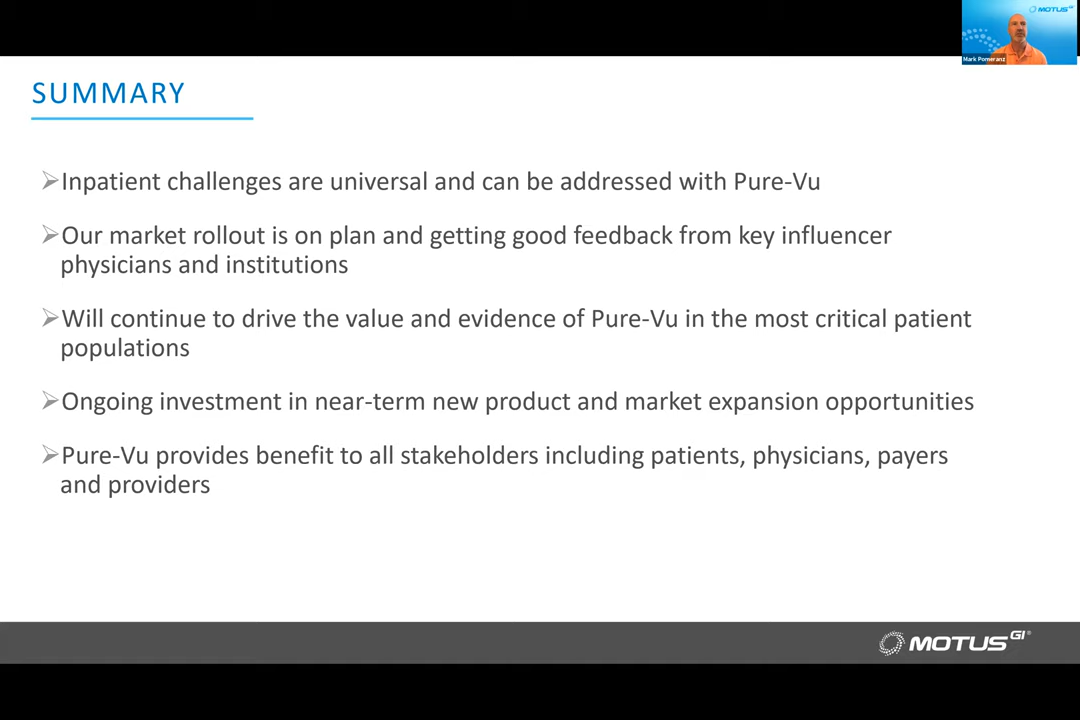 MOTUS GI
Mark Pomeranz
SUMMARY
Inpatient challenges are universal and can be addressed with Pure-Vu
Our market rollout is on plan and getting good feedback from key influencer
physicians and institutions
Will continue to drive the value and evidence of Pure-Vu in the most critical patient
populations
Ongoing investment in near-term new product and market expansion opportunities
Pure-Vu provides benefit to all stakeholders including patients, physicians, payers
and providers
MOTUS GI®